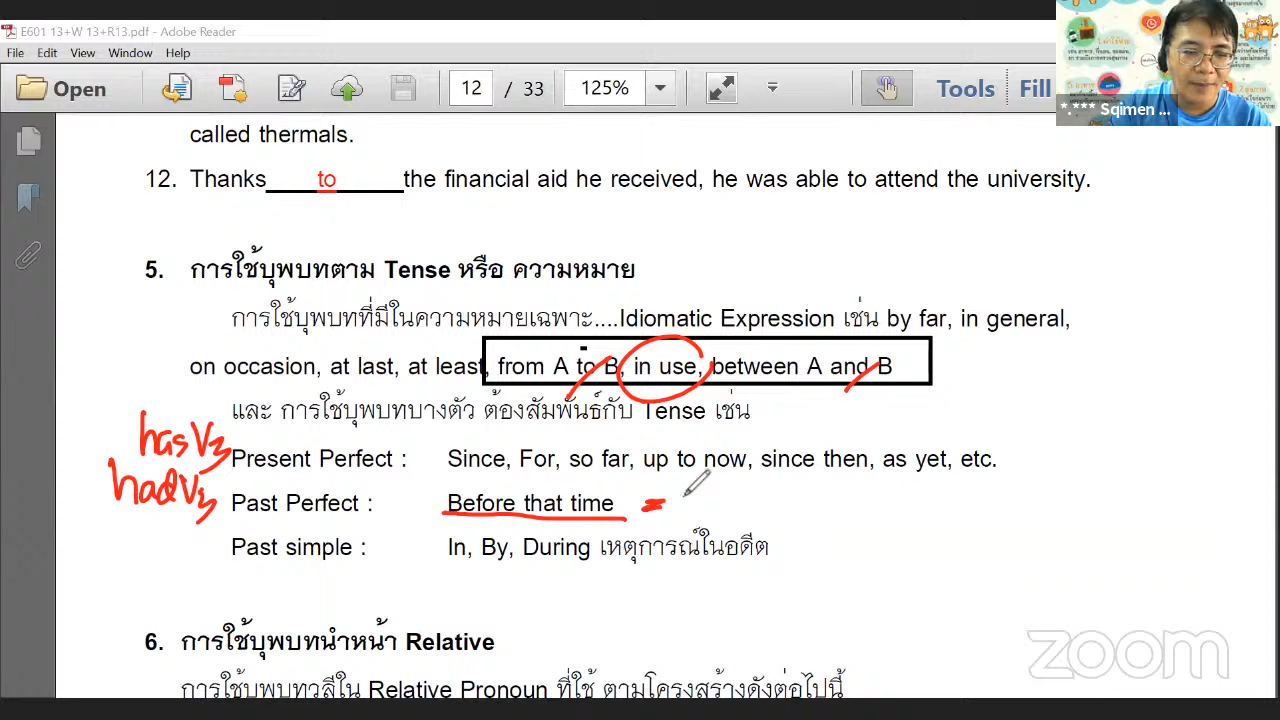 E601 13+W 13+R13.pdf - Adobe Reader
File Edit View Window Help
Open 12 / 33 125% Tools Fill
*.*** Sqimen ...
called thermals.
12. Thanks to the financial aid he received, he was able to attend the university.
5. การใช้บุพบทตาม Tense หรือ ความหมาย
การใช้บุพบทที่มีในความหมายเฉพาะ....Idiomatic Expression เช่น by far, in general,
on occasion, at last, at least, from A to B, in use, between A and B
และ การใช้บุพบทบางตัว ต้องสัมพันธ์กับ Tense เช่น
has V3
Present Perfect : Since, For, so far, up to now, since then, as yet, etc.
had V3
Past Perfect : Before that time
Past simple : In, By, During เหตุการณ์ในอดีต
6. การใช้บุพบทนำหน้า Relative
การใช้บุพบทวลีใน Relative Pronoun ที่ใช้ ตามโครงสร้างดังต่อไปนี้
zoom